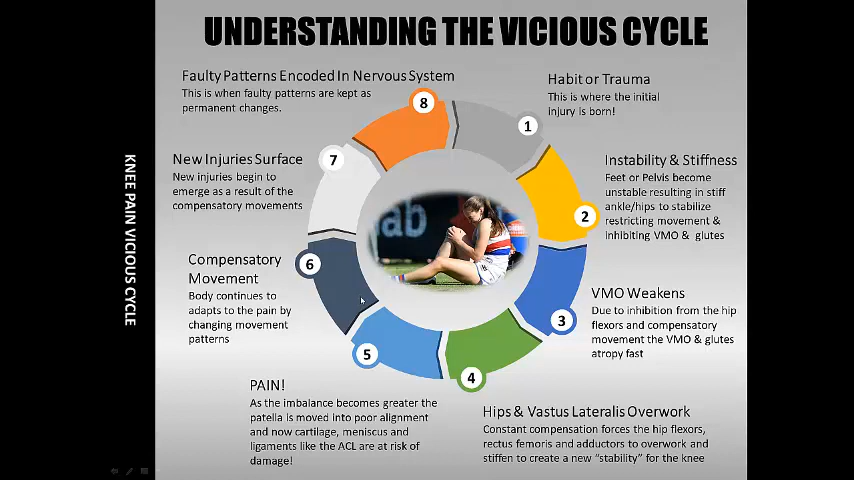 UNDERSTANDING THE VICIOUS CYCLE
KNEE PAIN VICIOUS CYCLE
1
Habit or Trauma
This is where the initial
injury is born!
2
Instability & Stiffness
Feet or Pelvis become
unstable resulting in stiff
ankle/hips to stabilize
restricting movement &
inhibiting VMO & glutes
3
VMO Weakens
Due to inhibition from the hip
flexors and compensatory
movement the VMO & glutes
atropy fast
4
Hips & Vastus Lateralis Overwork
Constant compensation forces the hip flexors,
rectus femoris and adductors to overwork and
stiffen to create a new “stability” for the knee
5
PAIN!
As the imbalance becomes greater the
patella is moved into poor alignment
and now cartilage, meniscus and
ligaments like the ACL are at risk of
damage!
6
Compensatory
Movement
Body continues to
adapts to the pain by
changing movement
patterns
7
New Injuries Surface
New injuries begin to
emerge as a result of the
compensatory movements
8
Faulty Patterns Encoded In Nervous System
This is when faulty patterns are kept as
permanent changes.
ab